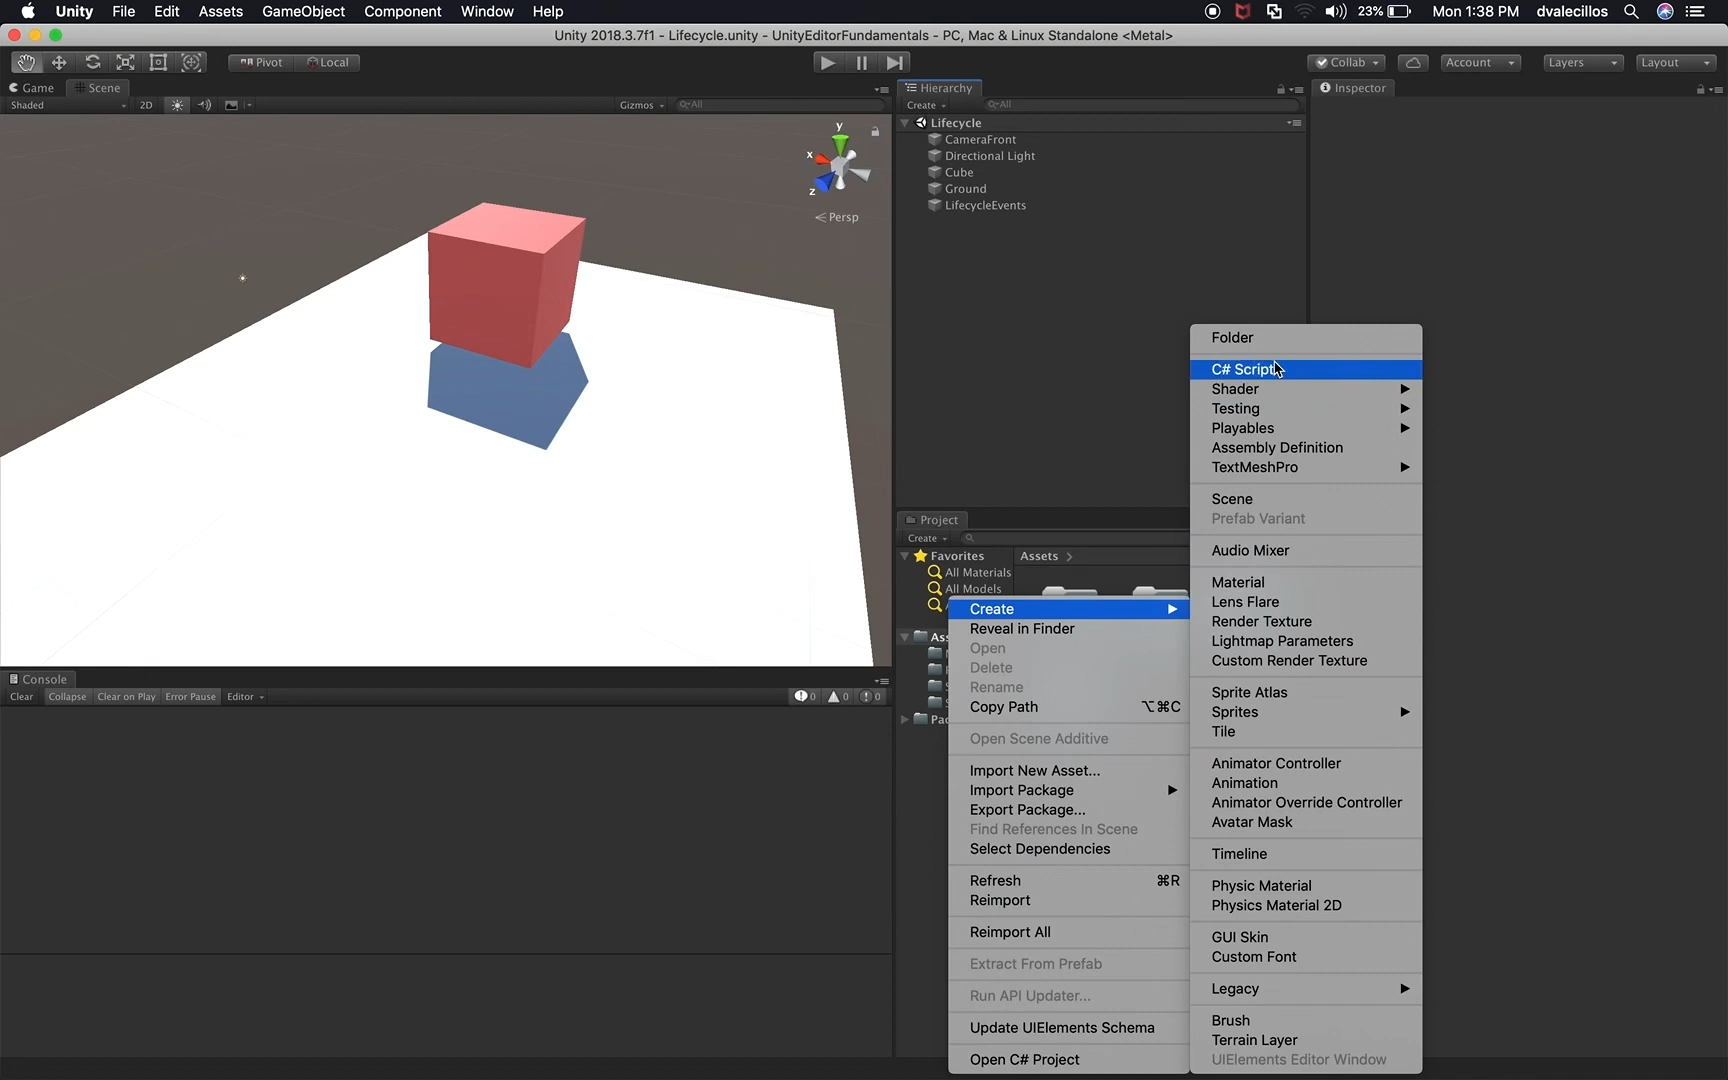 Unity File Edit Assets GameObject Component Window Help 23% Mon 1:38 PM dvalecillos
Unity 2018.3.7f1 - Lifecycle.unity - UnityEditorFundamentals - PC, Mac & Linux Standalone <Metal>
Pivot Local Collab Account Layers Layout
Game Scene Hierarchy Inspector
Shaded 2D Gizmos All Create All
Lifecycle
CameraFront
Directional Light
Cube
Ground
LifecycleEvents
y
x
z
Persp
Project
Create
Favorites Assets
All Materials
All Models
Ass
Pac
Console
Clear Collapse Clear on Play Error Pause Editor 0 0 0
Create
Reveal in Finder
Open
Delete
Rename
Copy Path ⌥⌘C
Open Scene Additive
Import New Asset...
Import Package
Export Package...
Find References In Scene
Select Dependencies
Refresh ⌘R
Reimport
Reimport All
Extract From Prefab
Run API Updater...
Update UIElements Schema
Open C# Project
Folder
C# Script
Shader
Testing
Playables
Assembly Definition
TextMeshPro
Scene
Prefab Variant
Audio Mixer
Material
Lens Flare
Render Texture
Lightmap Parameters
Custom Render Texture
Sprite Atlas
Sprites
Tile
Animator Controller
Animation
Animator Override Controller
Avatar Mask
Timeline
Physic Material
Physics Material 2D
GUI Skin
Custom Font
Legacy
Brush
Terrain Layer
UIElements Editor Window